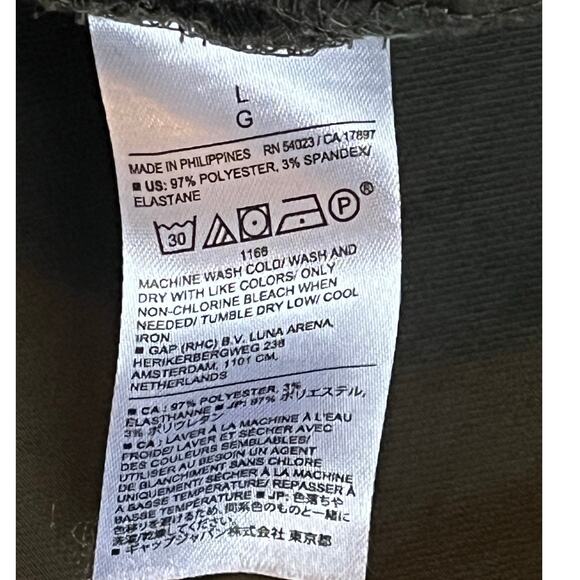 L
G
MADE IN PHILIPPINES RN 54023 / CA 17897
■ US: 97% POLYESTER, 3% SPANDEX/
ELASTANE
30 P ®
1166
MACHINE WASH COLD/ WASH AND
DRY WITH LIKE COLORS/ ONLY
NON-CHLORINE BLEACH WHEN
NEEDED/ TUMBLE DRY LOW/ COOL
IRON
■ GAP (RHC) B.V. LUNA ARENA,
HERIKERBERGWEG 238
AMSTERDAM, 1101 CM,
NETHERLANDS
■ CA : 97% POLYESTER, 3%
ELASTHANNE ■ JP: 97% ポリエステル,
3% ポリウレタン
■ CA : LAVER À LA MACHINE À L'EAU
FROIDE/ LAVER ET SÉCHER AVEC
DES COULEURS SEMBLABLES/
UTILISER AU BESOIN UN AGENT
DE BLANCHIMENT SANS CHLORE
UNIQUEMENT/ SÉCHER À LA MACHINE
À BASSE TEMPÉRATURE/ REPASSER À
BASSE TEMPÉRATURE ■ JP: 色落ちや
色移りを避けるため、同系色のものと一緒に
洗濯/乾燥してください。
■ ギャップジャパン株式会社 東京都